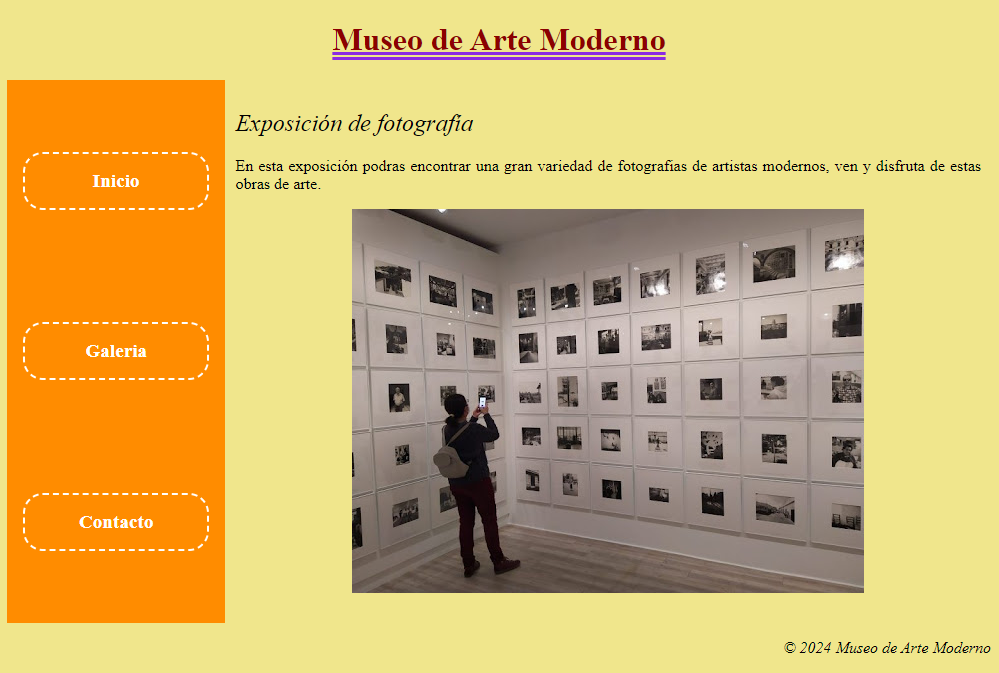 Museo de Arte Moderno
Inicio
Galeria
Contacto
Exposición de fotografía
En esta exposición podras encontrar una gran variedad de fotografías de artistas modernos, ven y disfruta de estas
obras de arte.
© 2024 Museo de Arte Moderno